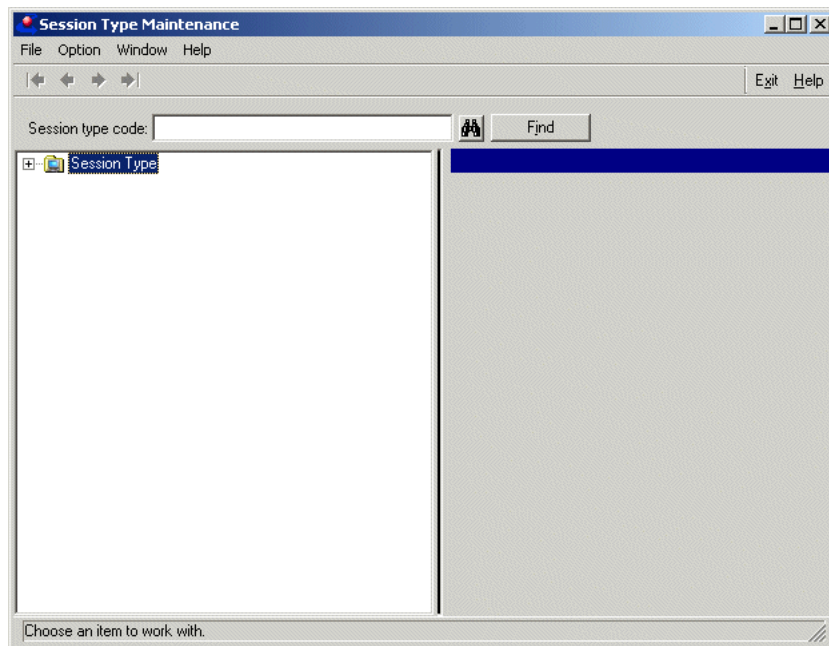 Session Type Maintenance
File Option Window Help
Exit Help
Session type code: Find
Session Type
Choose an item to work with.